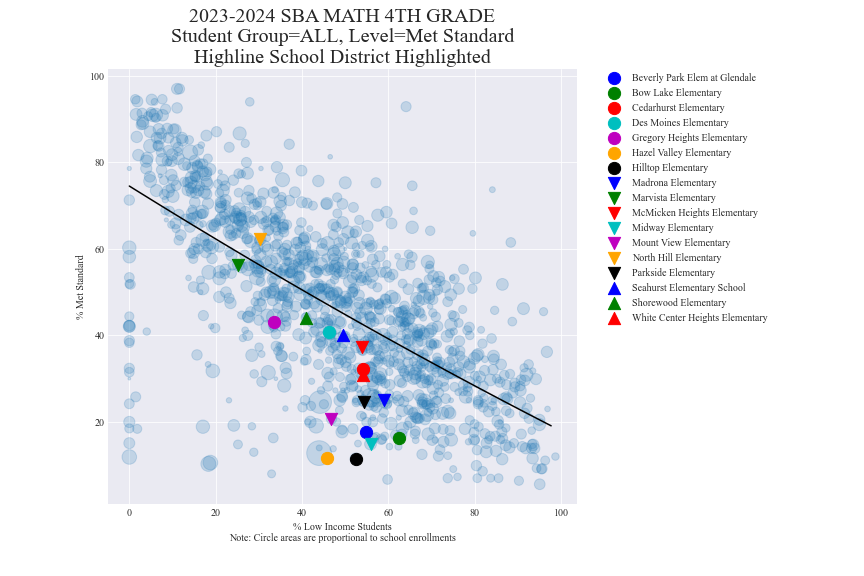 2023-2024 SBA MATH 4TH GRADE
Student Group=ALL, Level=Met Standard
Highline School District Highlighted
100
80
60
40
20
% Met Standard
0 20 40 60 80 100
% Low Income Students
Note: Circle areas are proportional to school enrollments
Beverly Park Elem at Glendale
Bow Lake Elementary
Cedarhurst Elementary
Des Moines Elementary
Gregory Heights Elementary
Hazel Valley Elementary
Hilltop Elementary
Madrona Elementary
Marvista Elementary
McMicken Heights Elementary
Midway Elementary
Mount View Elementary
North Hill Elementary
Parkside Elementary
Seahurst Elementary School
Shorewood Elementary
White Center Heights Elementary